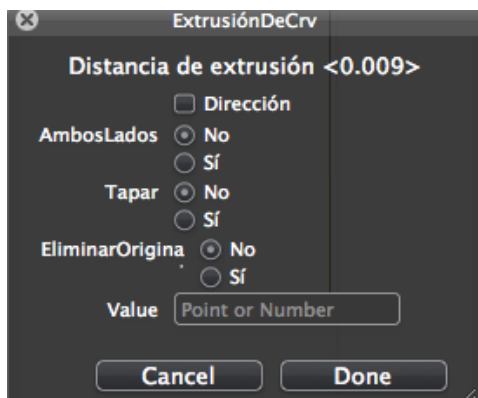 ExtrusiónDeCrv
Distancia de extrusión <0.009>
Dirección
AmbosLados No
Sí
Tapar No
Sí
EliminarOrigina No
Sí
Value Point or Number
Cancel Done